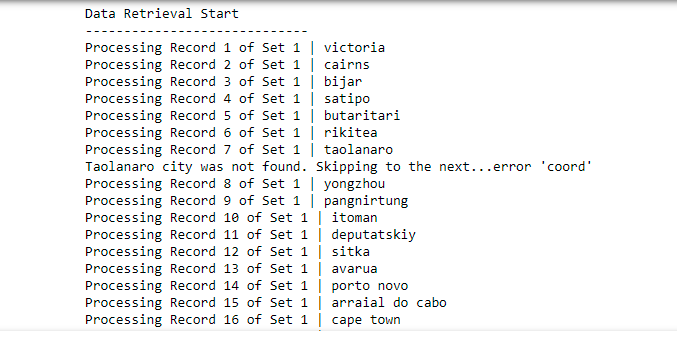 Data Retrieval Start
-----------------------------
Processing Record 1 of Set 1 | victoria
Processing Record 2 of Set 1 | cairns
Processing Record 3 of Set 1 | bijar
Processing Record 4 of Set 1 | satipo
Processing Record 5 of Set 1 | butaritari
Processing Record 6 of Set 1 | rikitea
Processing Record 7 of Set 1 | taolanaro
Taolanaro city was not found. Skipping to the next...error 'coord'
Processing Record 8 of Set 1 | yongzhou
Processing Record 9 of Set 1 | pangnirtung
Processing Record 10 of Set 1 | itoman
Processing Record 11 of Set 1 | deputatskiy
Processing Record 12 of Set 1 | sitka
Processing Record 13 of Set 1 | avarua
Processing Record 14 of Set 1 | porto novo
Processing Record 15 of Set 1 | arraial do cabo
Processing Record 16 of Set 1 | cape town